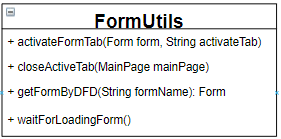 FormUtils
+ activateFormTab(Form form, String activateTab)
+ closeActiveTab(MainPage mainPage)
+ getFormByDFD(String formName): Form
+ waitForLoadingForm()